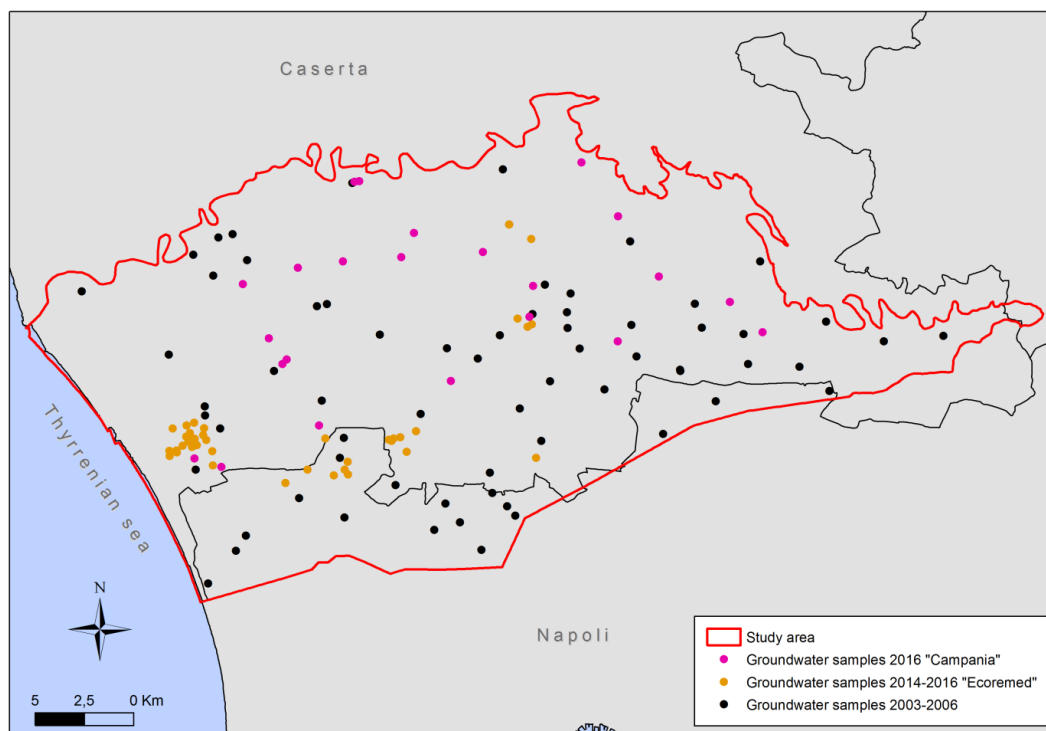 Caserta
Thyrrenian sea
Napoli
N
5 2,5 0 Km
Study area
Groundwater samples 2016 "Campania"
Groundwater samples 2014-2016 "Ecoremed"
Groundwater samples 2003-2006